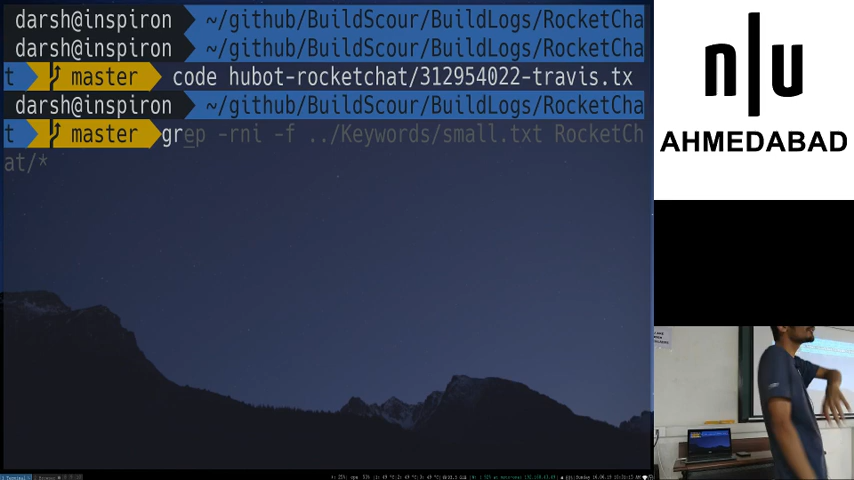 darsh@inspiron ~/github/BuildScour/BuildLogs/RocketCha
darsh@inspiron ~/github/BuildScour/BuildLogs/RocketCha
t master code hubot-rocketchat/312954022-travis.tx
darsh@inspiron ~/github/BuildScour/BuildLogs/RocketCha
t master grep -rni -f ../Keywords/small.txt RocketCh
at/*
n|u
AHMEDABAD